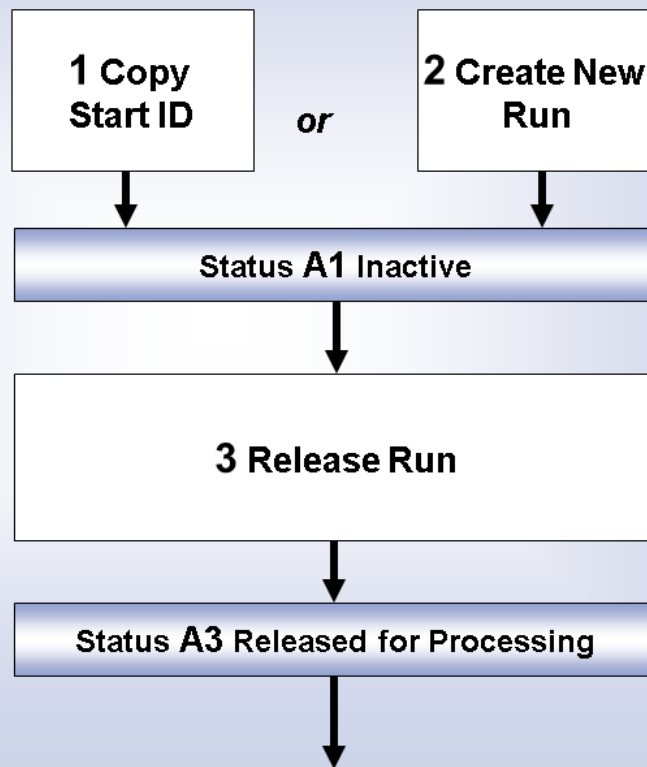 1 Copy
Start ID
or
2 Create New
Run
Status A1 Inactive
3 Release Run
Status A3 Released for Processing